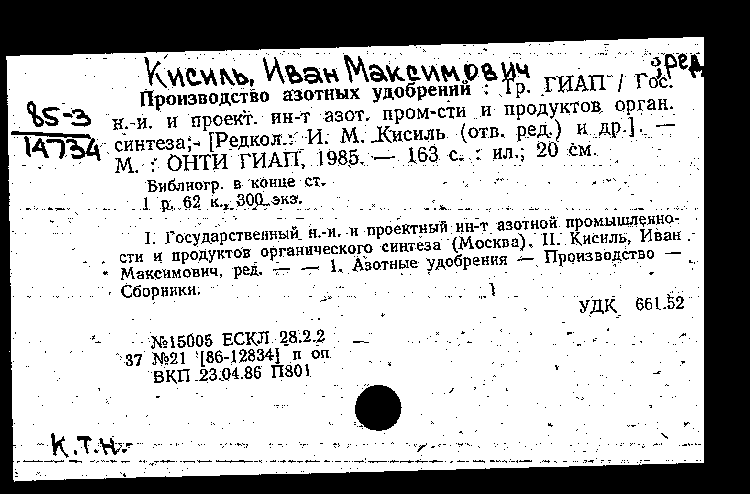 Кисиль, Иван Максимович, ред.
Производство азотных удобрений : Тр. ГИАП / Гос.
85-3
14734
н.-и. и проект. ин-т азот. пром-сти и продуктов орган.
синтеза;- [Редкол.: И. М. Кисиль (отв. ред.) и др.]. —
М. : ОНТИ ГИАП, 1985. — 163 с. : ил.; 20 см.
Библиогр. в конце ст.
1 р. 62 к., 300 экз.
I. Государственный н.-и. и проектный ин-т азотной промышленно-
сти и продуктов органического синтеза (Москва). II. Кисиль, Иван
Максимович, ред. — — 1. Азотные удобрения — Производство —
Сборники.
УДК 661.52
№15005 ЕСКЛ 28.2.2
37 №21 [86-12834] п оп
ВКП 23.04.86 П801
К.Т.Н.